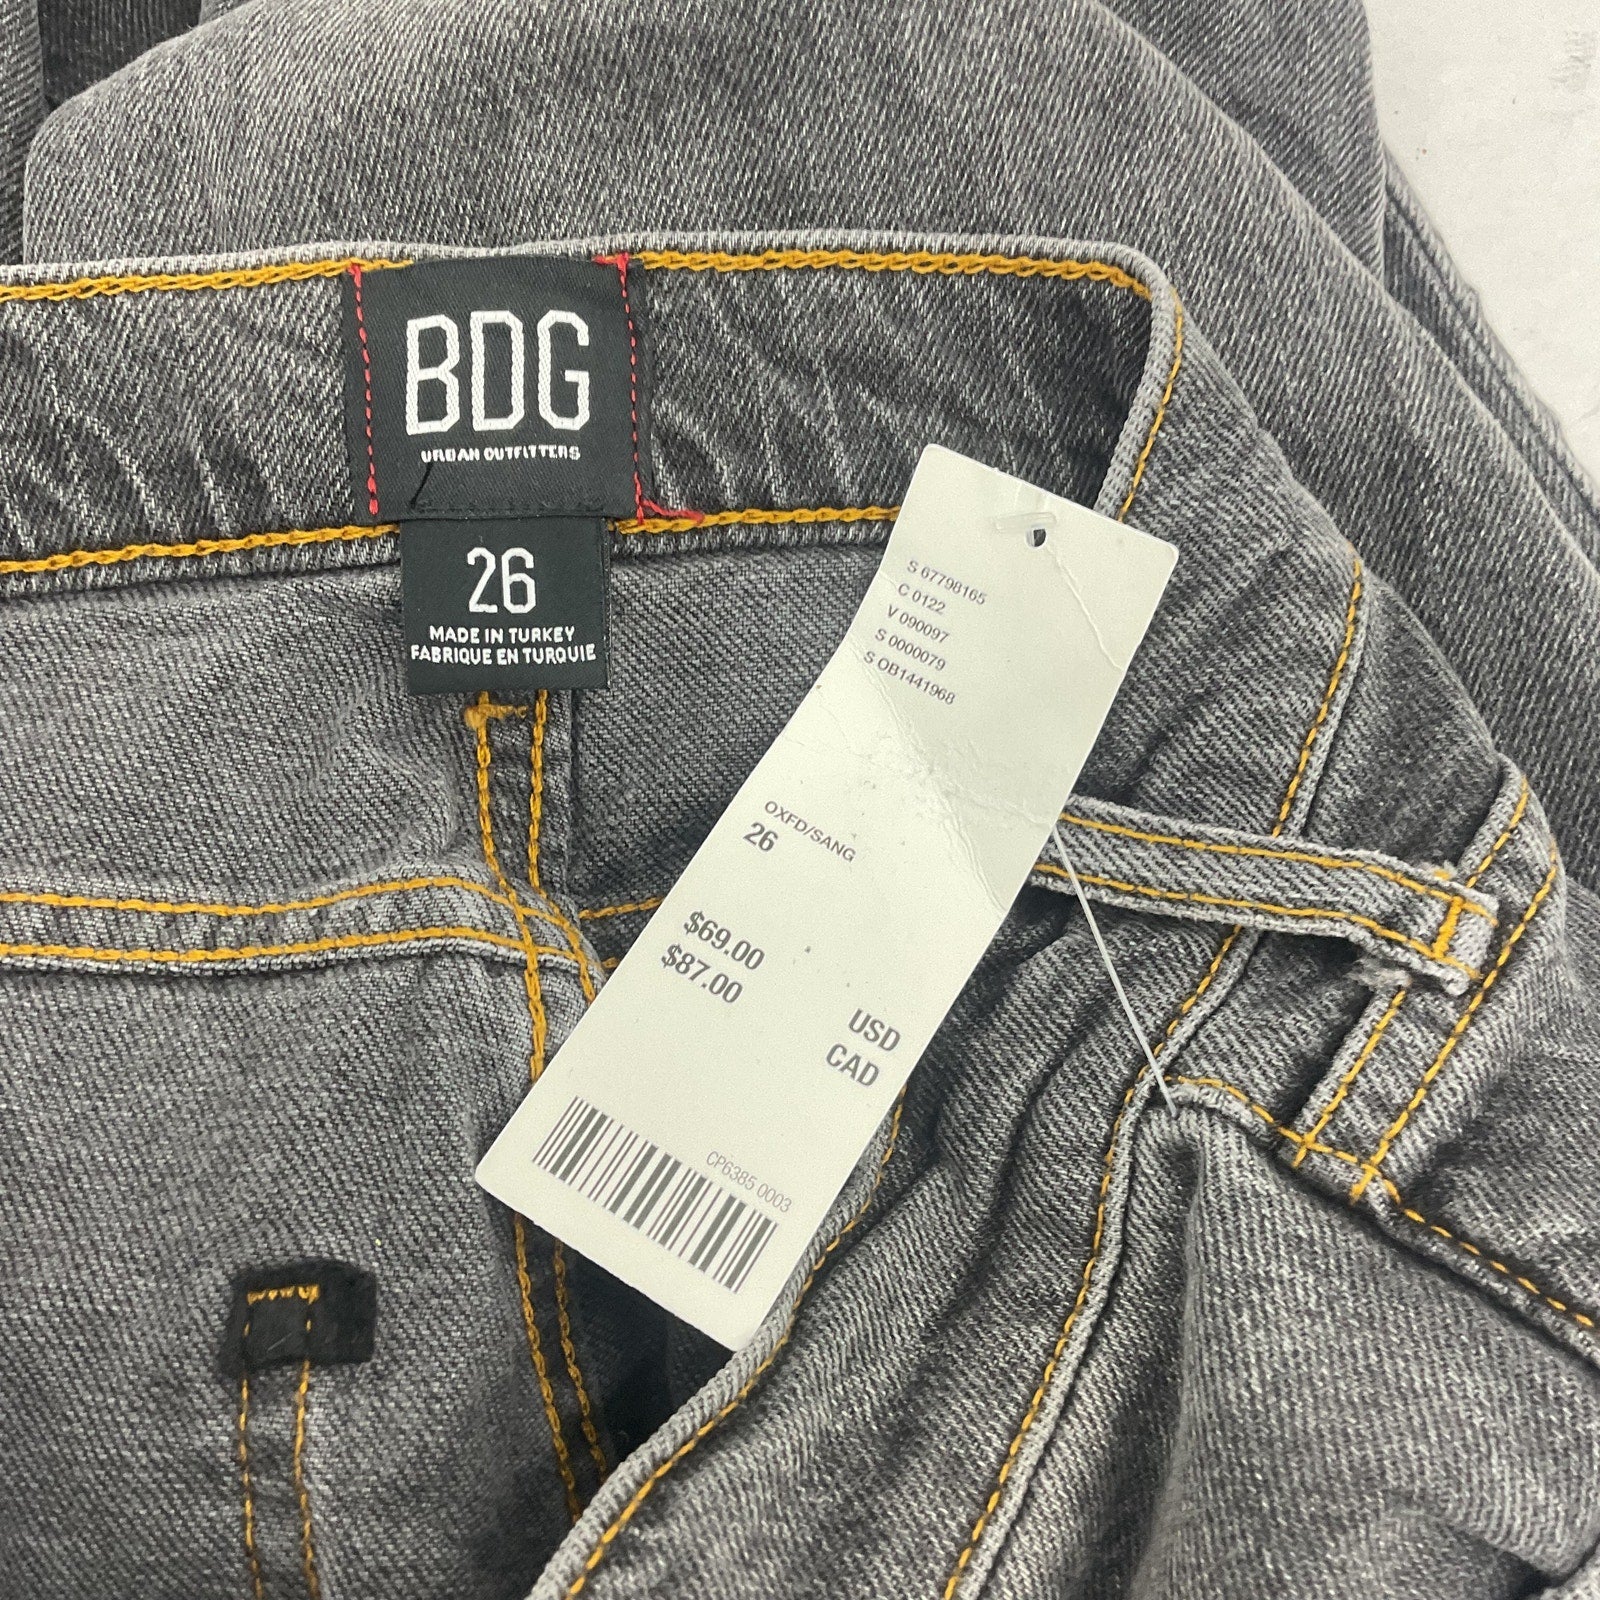 BDG
URBAN OUTFITTERS
26
MADE IN TURKEY
FABRIQUE EN TURQUIE
S 67798165
C 0122
V 090097
S 0000079
S OB1441968
OXFD/SANG
26
$69.00 USD
$87.00 CAD
CP6385 0003